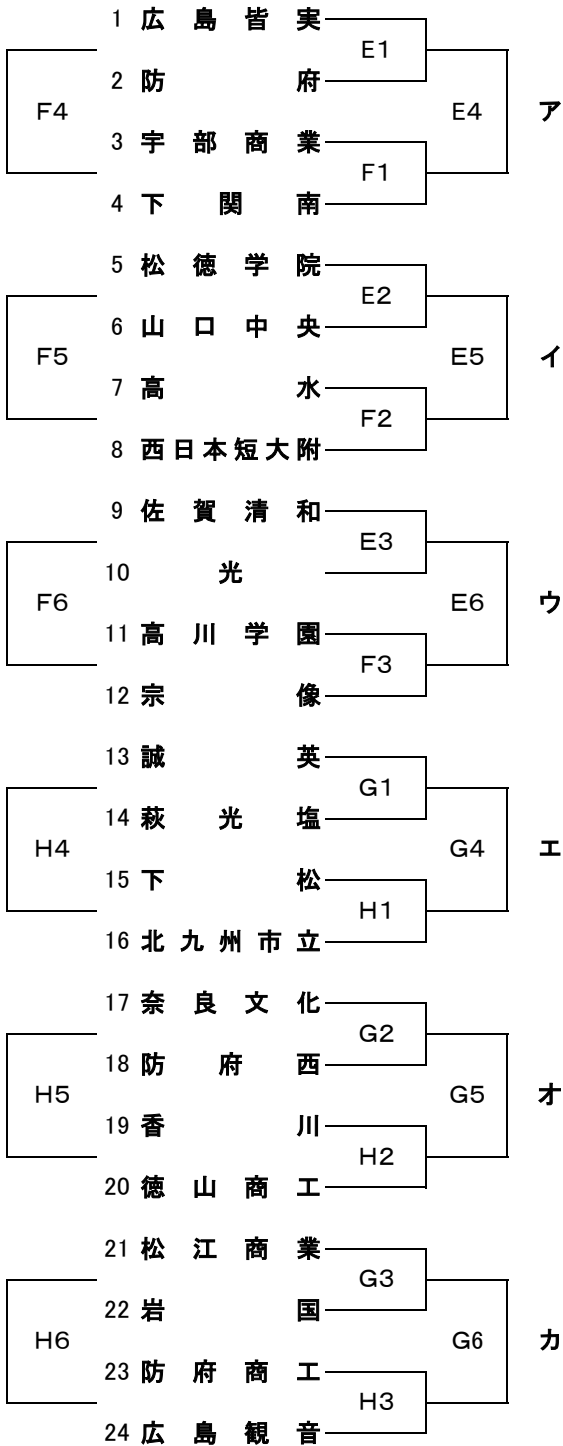 1 広島皆実
E1
2 防府
F4
E4
ア
3 宇部商業
F1
4 下関南
5 松徳学院
E2
6 山口中央
F5
E5
イ
7 高水
F2
8 西日本短大附
9 佐賀清和
E3
10 光
F6
E6
ウ
11 高川学園
F3
12 宗像
13 誠英
G1
14 萩光塩
H4
G4
エ
15 下松
H1
16 北九州市立
17 奈良文化
G2
18 防府西
H5
G5
オ
19 香川
H2
20 徳山商工
21 松江商業
G3
22 岩国
H6
G6
カ
23 防府商工
H3
24 広島観音